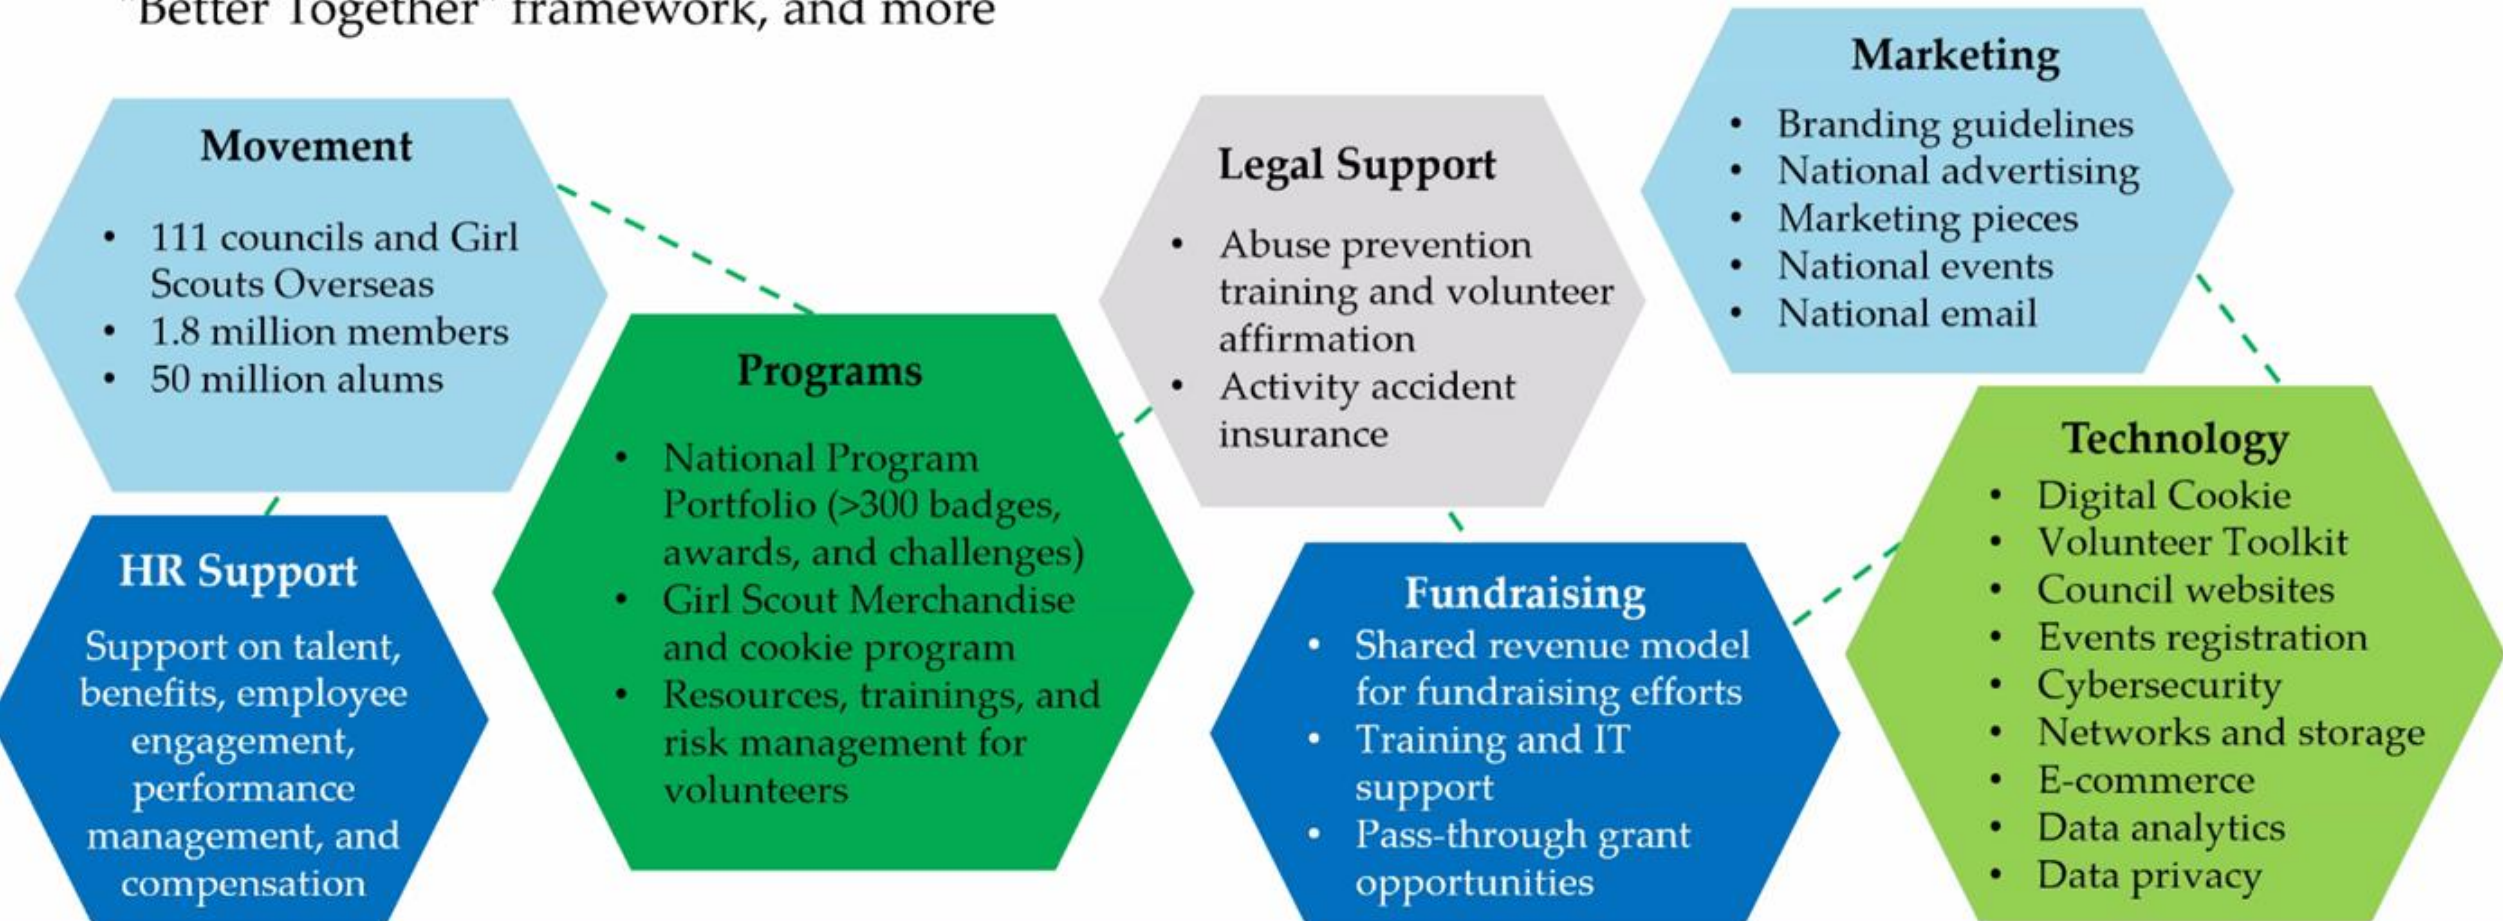 "Better Together" framework, and more
Movement
• 111 councils and Girl
Scouts Overseas
• 1.8 million members
• 50 million alums
HR Support
Support on talent,
benefits, employee
engagement,
performance
management, and
compensation
Programs
• National Program
Portfolio (>300 badges,
awards, and challenges)
• Girl Scout Merchandise
and cookie program
• Resources, trainings, and
risk management for
volunteers
Legal Support
• Abuse prevention
training and volunteer
affirmation
• Activity accident
insurance
Fundraising
• Shared revenue model
for fundraising efforts
• Training and IT
support
• Pass-through grant
opportunities
Marketing
• Branding guidelines
• National advertising
• Marketing pieces
• National events
• National email
Technology
• Digital Cookie
• Volunteer Toolkit
• Council websites
• Events registration
• Cybersecurity
• Networks and storage
• E-commerce
• Data analytics
• Data privacy